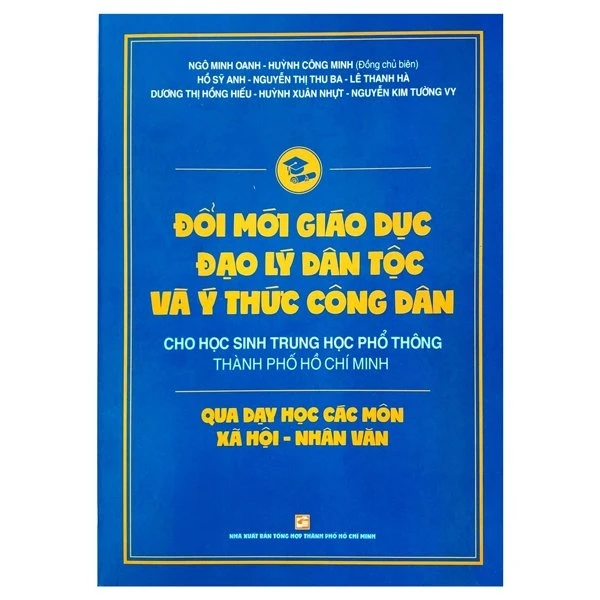 NGÔ MINH OANH - HUỲNH CÔNG MINH (Đồng chủ biên)
HỒ SỸ ANH - NGUYỄN THỊ THU BA - LÊ THANH HÀ
DƯƠNG THỊ HỒNG HIẾU - HUỲNH XUÂN NHỰT - NGUYỄN KIM TƯỜNG VY
ĐỔI MỚI GIÁO DỤC
ĐẠO LÝ DÂN TỘC
VÀ Ý THỨC CÔNG DÂN
CHO HỌC SINH TRUNG HỌC PHỔ THÔNG
THÀNH PHỐ HỒ CHÍ MINH
QUA DẠY HỌC CÁC MÔN
XÃ HỘI - NHÂN VĂN
NHÀ XUẤT BẢN TỔNG HỢP THÀNH PHỐ HỒ CHÍ MINH